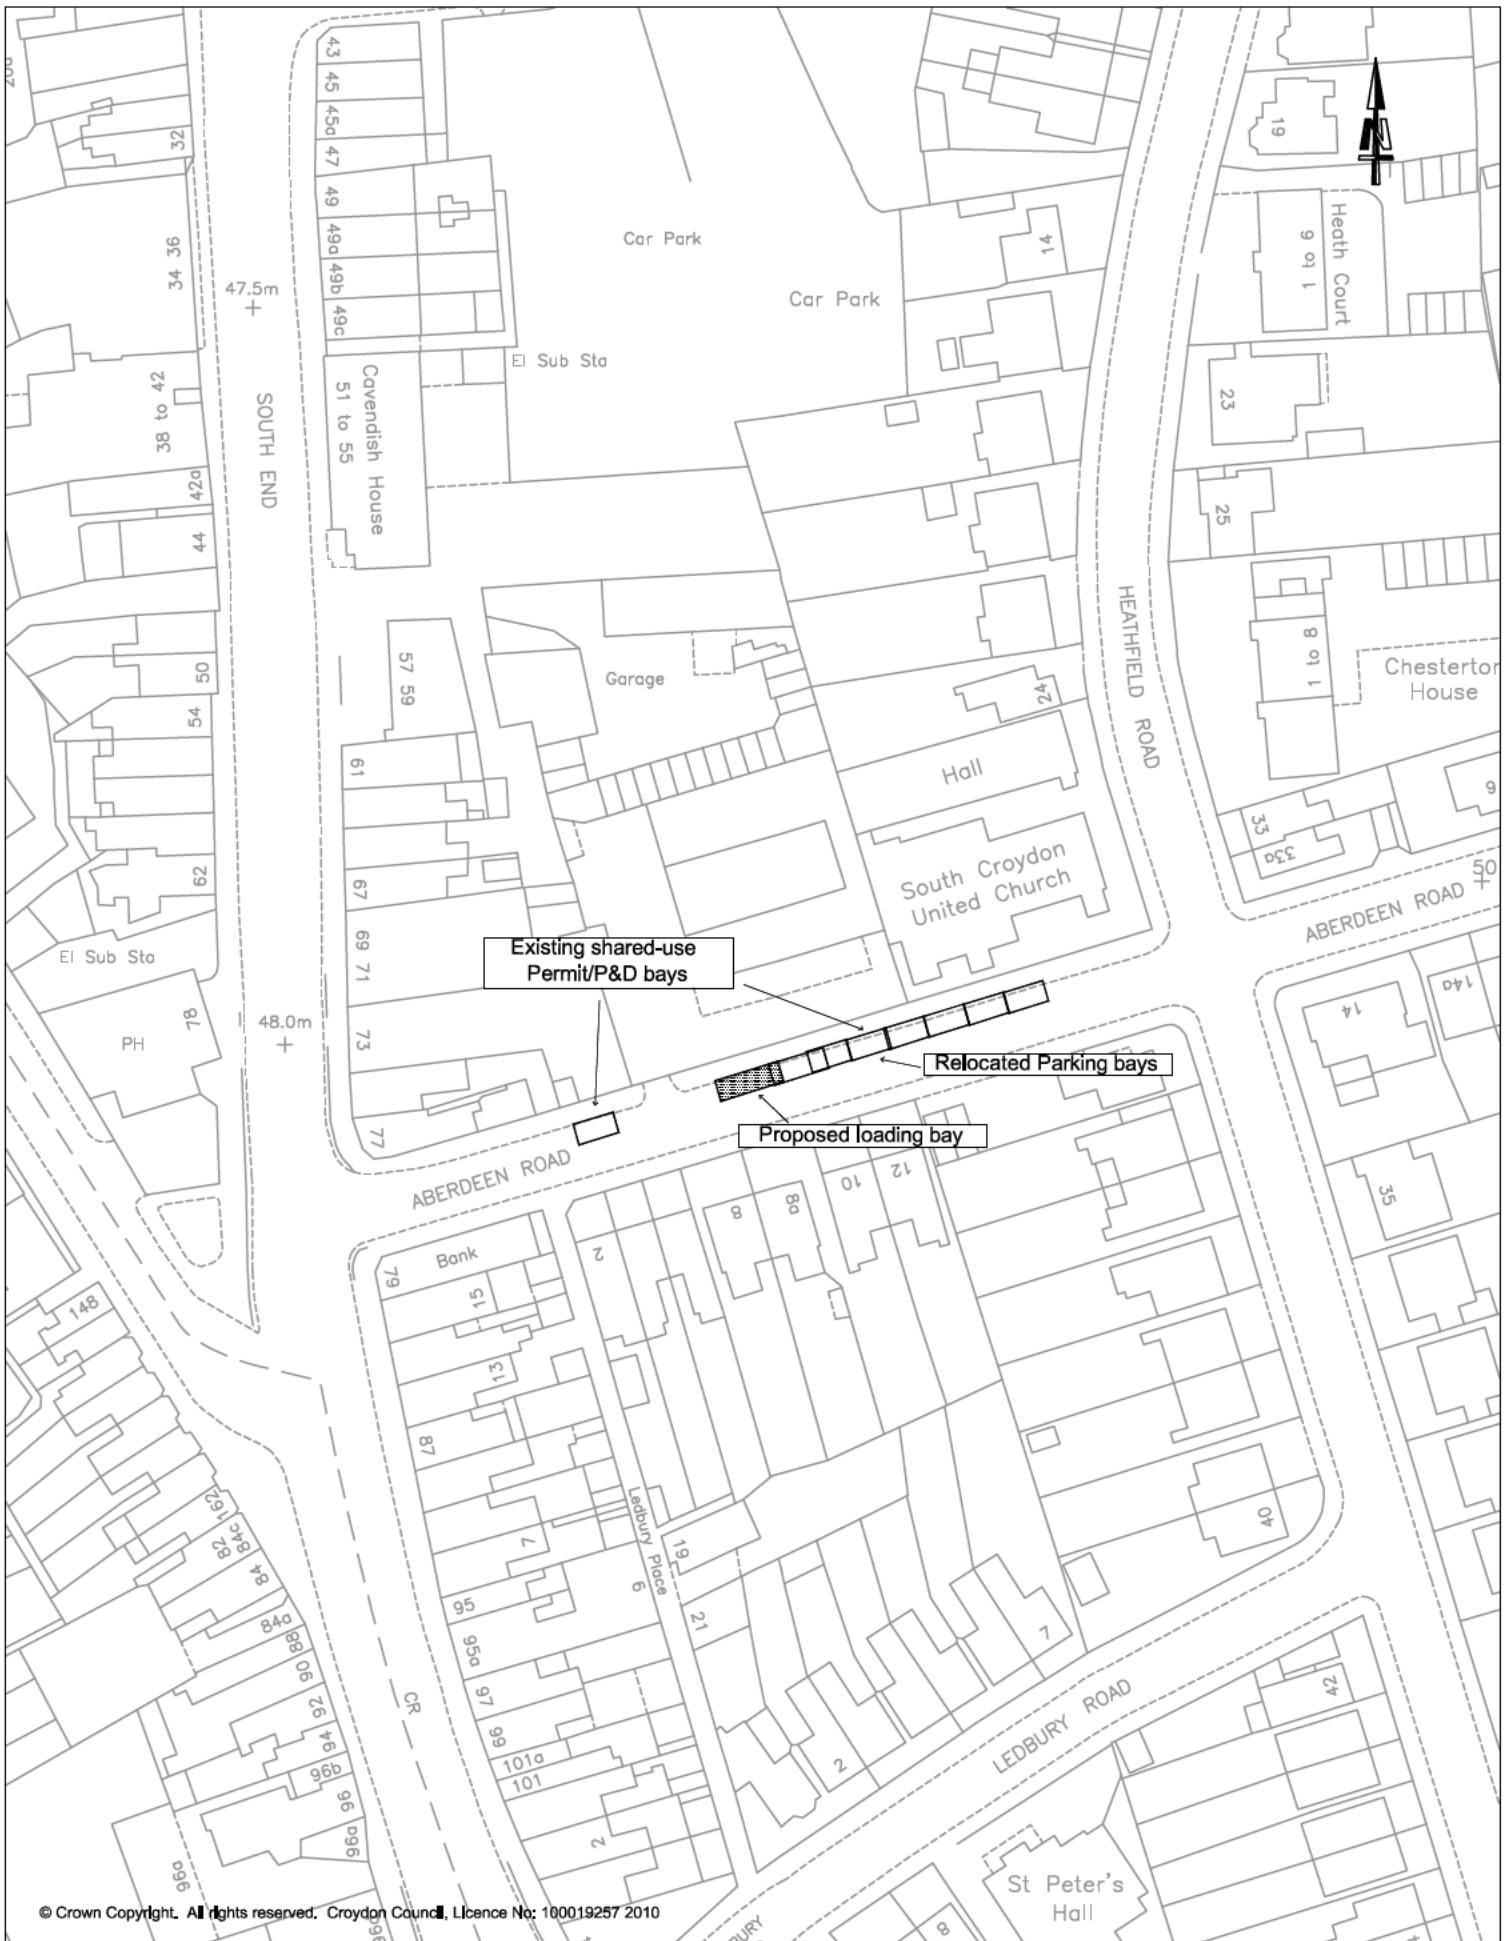 43
45
45a
47
49
49a
49b
49c
32
34 36
47.5m
38 to 42
42a
44
SOUTH END
Cavendish House
51 to 55
El Sub Sta
Car Park
Car Park
14
19
N
Heath Court
1 to 6
23
25
HEATHFIELD ROAD
1 to 8
Chesterton
House
50
54
62
57 59
Garage
61
67
69 71
73
77
24
Hall
South Croydon
United Church
33
33a
9
50
ABERDEEN ROAD
14
14a
El Sub Sta
PH
78
48.0m
Existing shared-use
Permit/P&D bays
Relocated Parking bays
Proposed loading bay
ABERDEEN ROAD
Bank
79
15
13
87
2
8
8a
10
12
35
148
162
82
84c
84
84a
88
90
92
94
96b
96
96a
96a
CR
7
95
95a
97
99
101a
101
2
6
Ledbury Place
19
21
2
7
40
42
LEDBURY ROAD
St Peter's
Hall
8
© Crown Copyright. All rights reserved. Croydon Council, Licence No: 100019257 2010